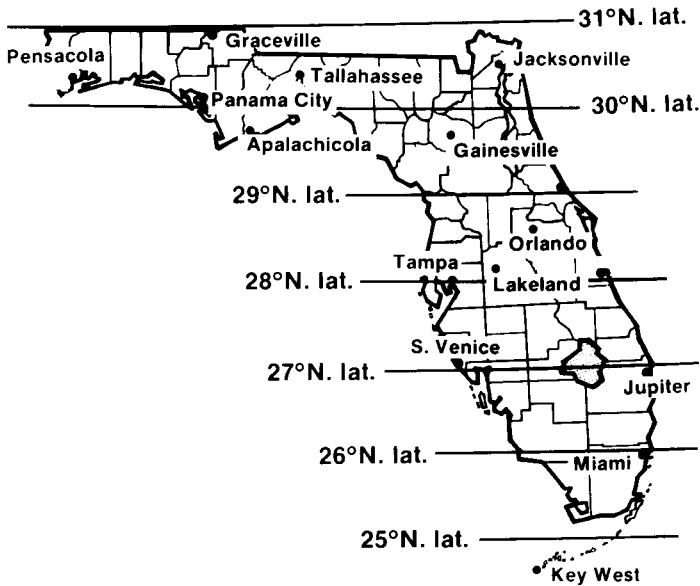 31°N. lat.
Graceville
Pensacola
Jacksonville
Tallahassee
Panama City
30°N. lat.
Apalachicola
Gainesville
29°N. lat.
Orlando
Tampa
28°N. lat.
Lakeland
S. Venice
27°N. lat.
Jupiter
26°N. lat.
Miami
25°N. lat.
Key West